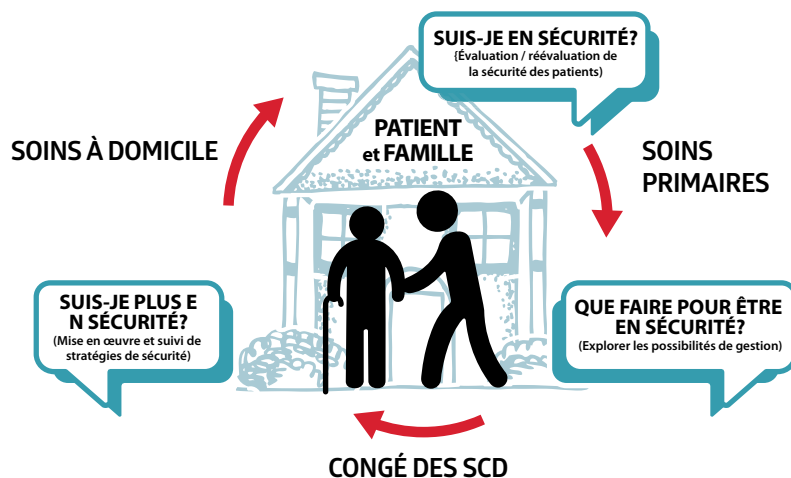 SUIS-JE EN SÉCURITÉ?
{Évaluation / réévaluation de
la sécurité des patients)
PATIENT
et FAMILLE
SOINS À DOMICILE
SOINS
PRIMAIRES
SUIS-JE PLUS E
N SÉCURITÉ?
(Mise en œuvre et suivi de
stratégies de sécurité)
QUE FAIRE POUR ÊTRE
EN SÉCURITÉ?
(Explorer les possibilités de gestion)
CONGÉ DES SCD